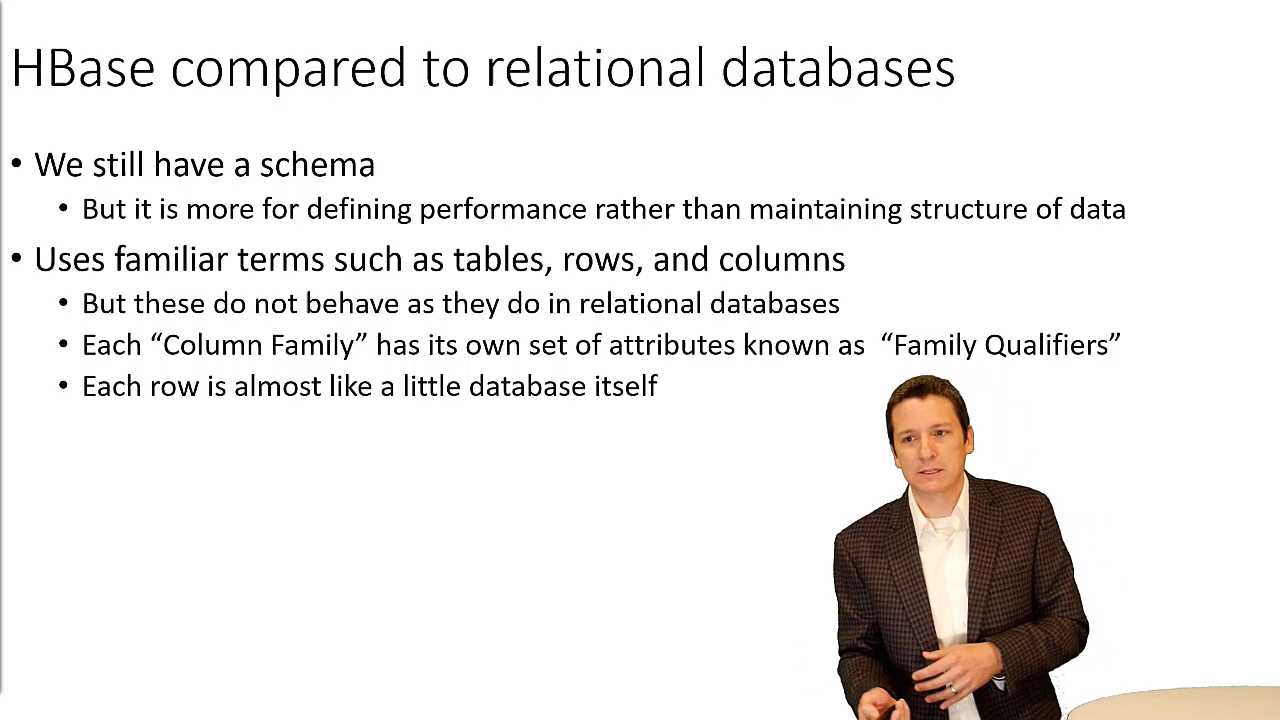 HBase compared to relational databases
• We still have a schema
• But it is more for defining performance rather than maintaining structure of data
• Uses familiar terms such as tables, rows, and columns
• But these do not behave as they do in relational databases
• Each “Column Family” has its own set of attributes known as  “Family Qualifiers”
• Each row is almost like a little database itself